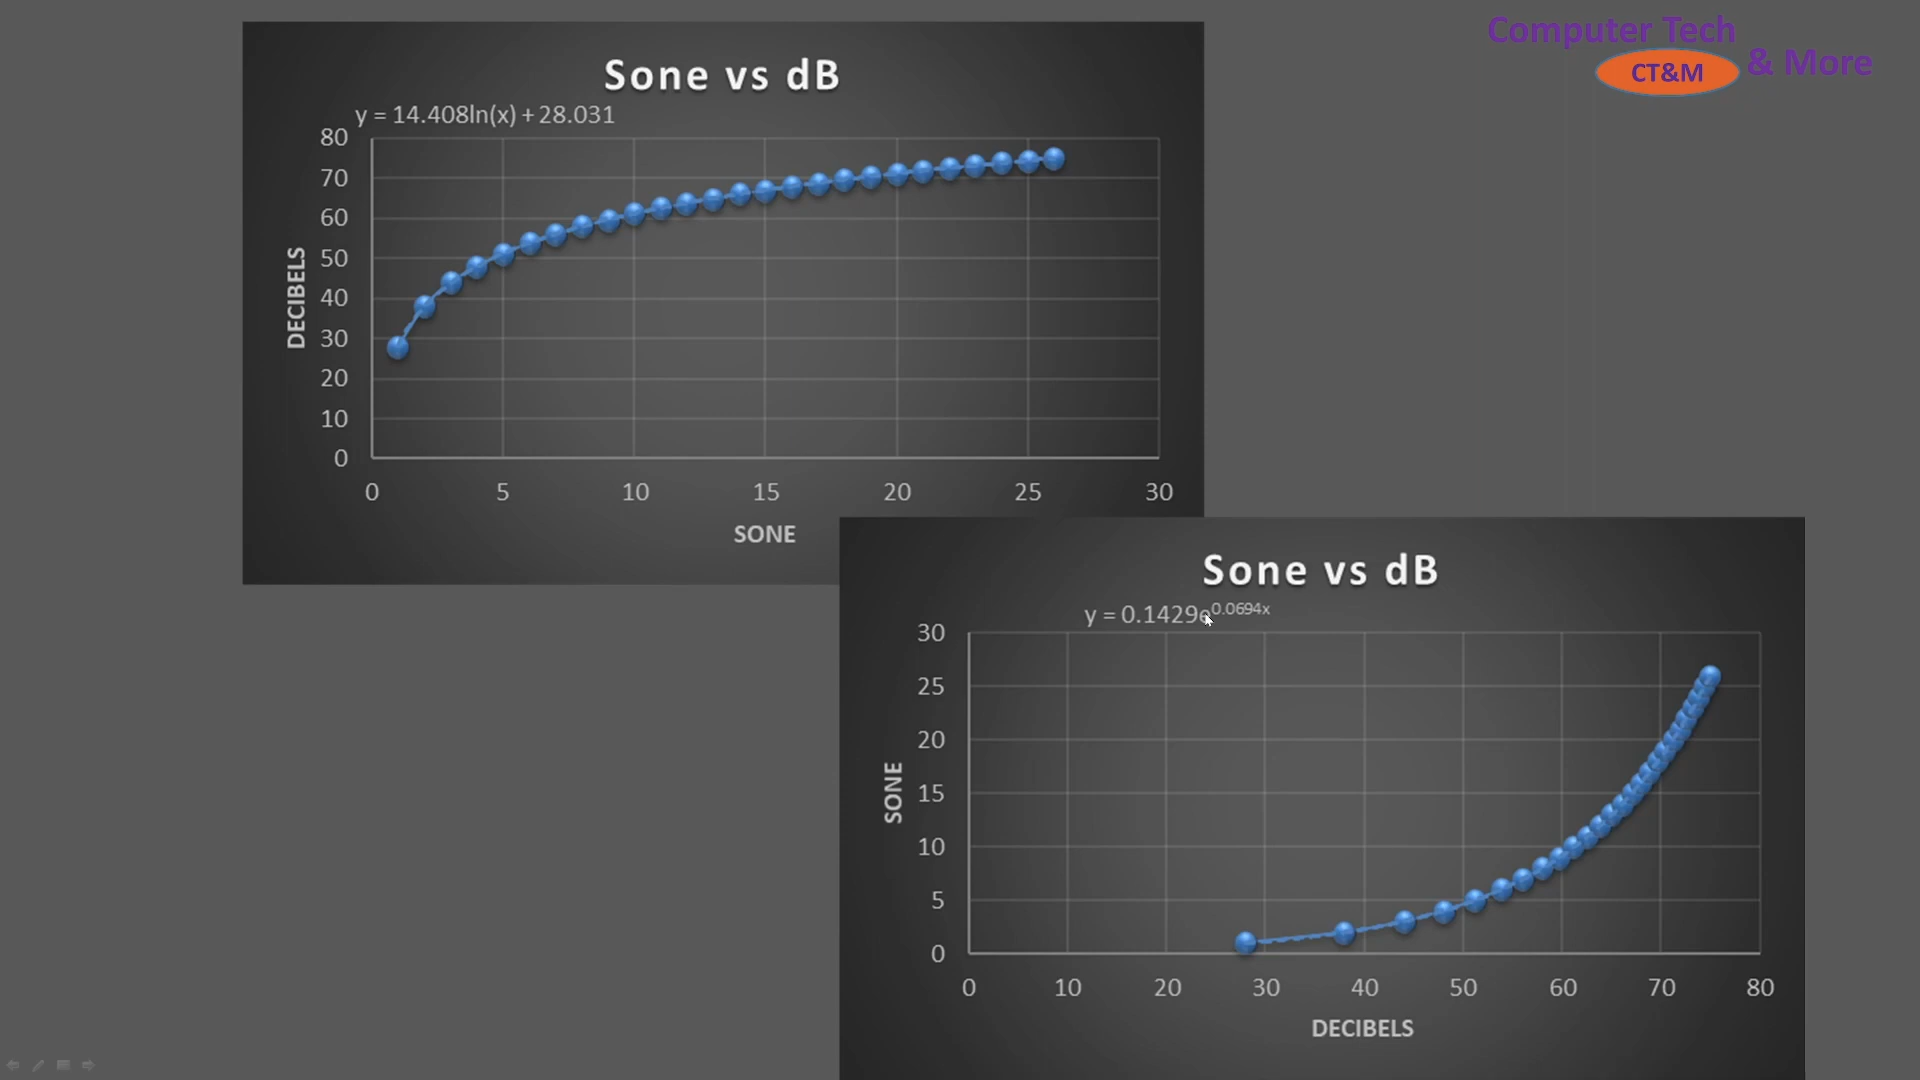 Computer Tech
CT&M
& More
Sone vs dB
y = 14.408ln(x) + 28.031
80
70
60
50
40
30
20
10
0
DECIBELS
0 5 10 15 20 25 30
SONE
Sone vs dB
y = 0.1429e^0.0694x
30
25
20
15
10
5
0
SONE
0 10 20 30 40 50 60 70 80
DECIBELS